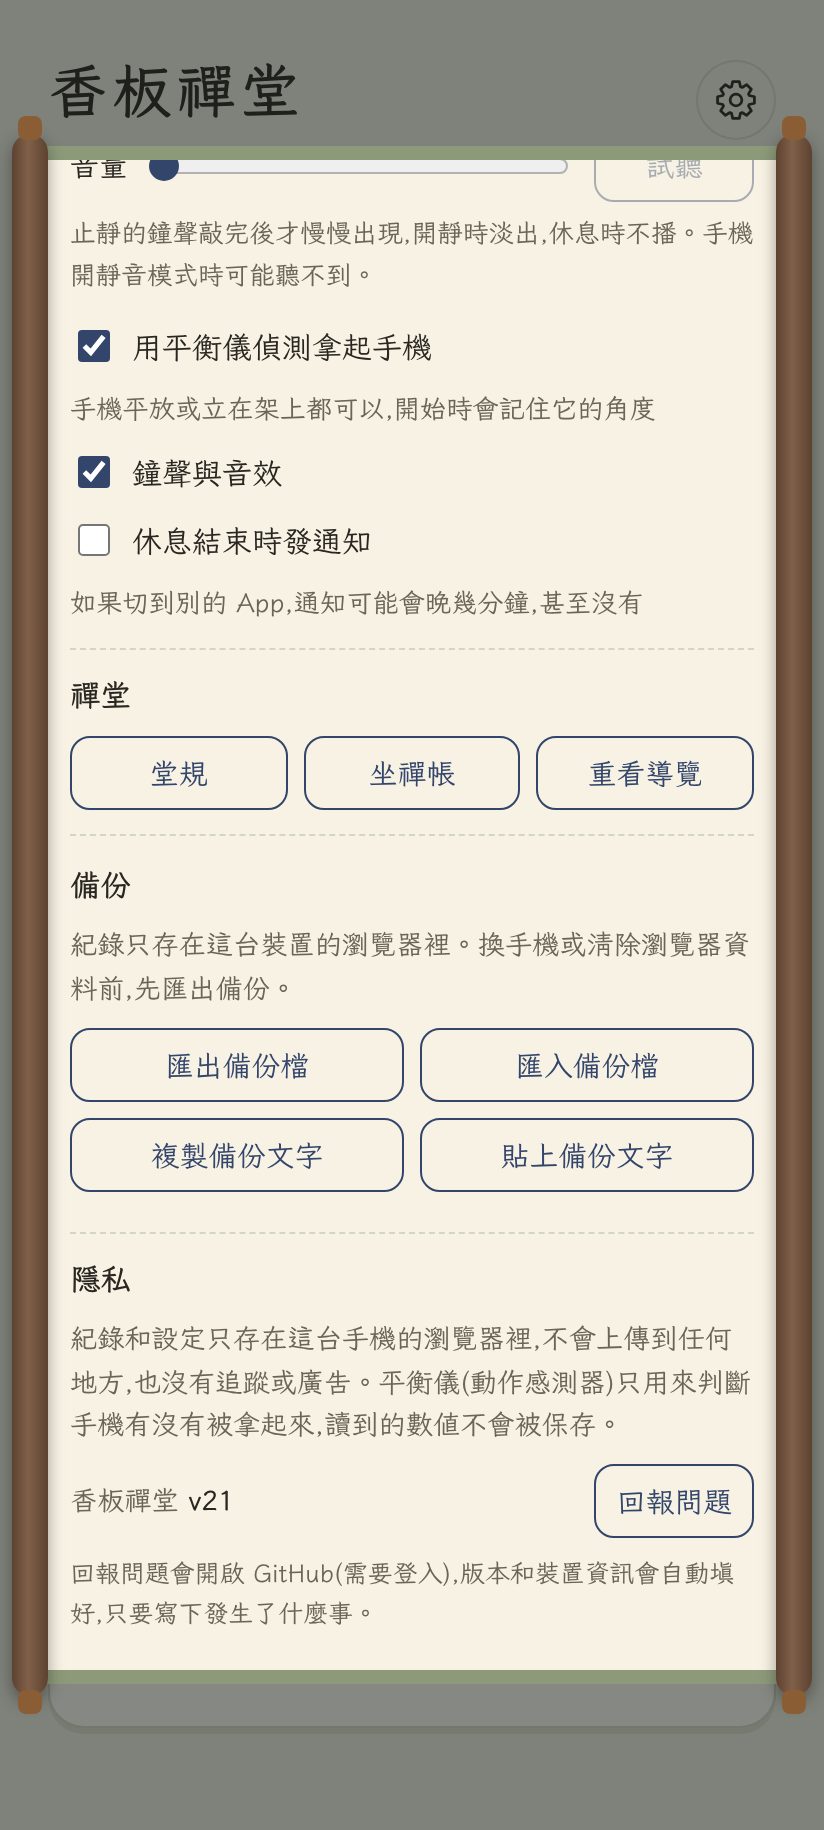 香板禪堂
音量
試聽
止靜的鐘聲敲完後才慢慢出現,開靜時淡出,休息時不播。手機
開靜音模式時可能聽不到。
用平衡儀偵測拿起手機
手機平放或立在架上都可以,開始時會記住它的角度
鐘聲與音效
休息結束時發通知
如果切到別的 App,通知可能會晚幾分鐘,甚至沒有
禪堂
堂規
坐禪帳
重看導覽
備份
紀錄只存在這台裝置的瀏覽器裡。換手機或清除瀏覽器資
料前,先匯出備份。
匯出備份檔
匯入備份檔
複製備份文字
貼上備份文字
隱私
紀錄和設定只存在這台手機的瀏覽器裡,不會上傳到任何
地方,也沒有追蹤或廣告。平衡儀(動作感測器)只用來判斷
手機有沒有被拿起來,讀到的數值不會被保存。
香板禪堂 v21
回報問題
回報問題會開啟 GitHub(需要登入),版本和裝置資訊會自動填
好,只要寫下發生了什麼事。